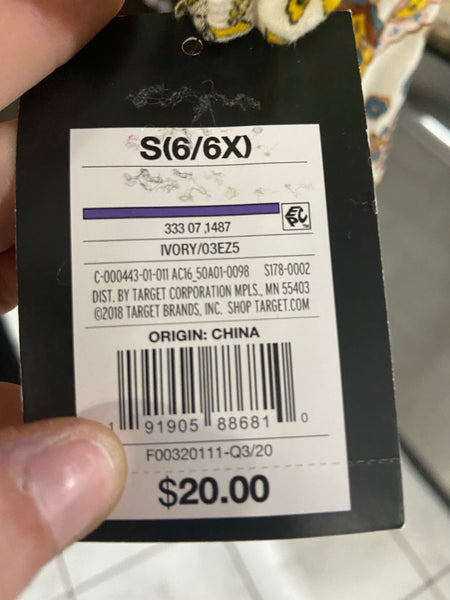 S(6/6X)
EPC
333 07 1487
IVORY/03EZ5
C-000443-01-011 AC16_50A01-0098 S178-0002
DIST. BY TARGET CORPORATION MPLS., MN 55403
©2018 TARGET BRANDS, INC. SHOP TARGET.COM
ORIGIN: CHINA
1 91905 88681 0
F00320111-Q3/20
$20.00